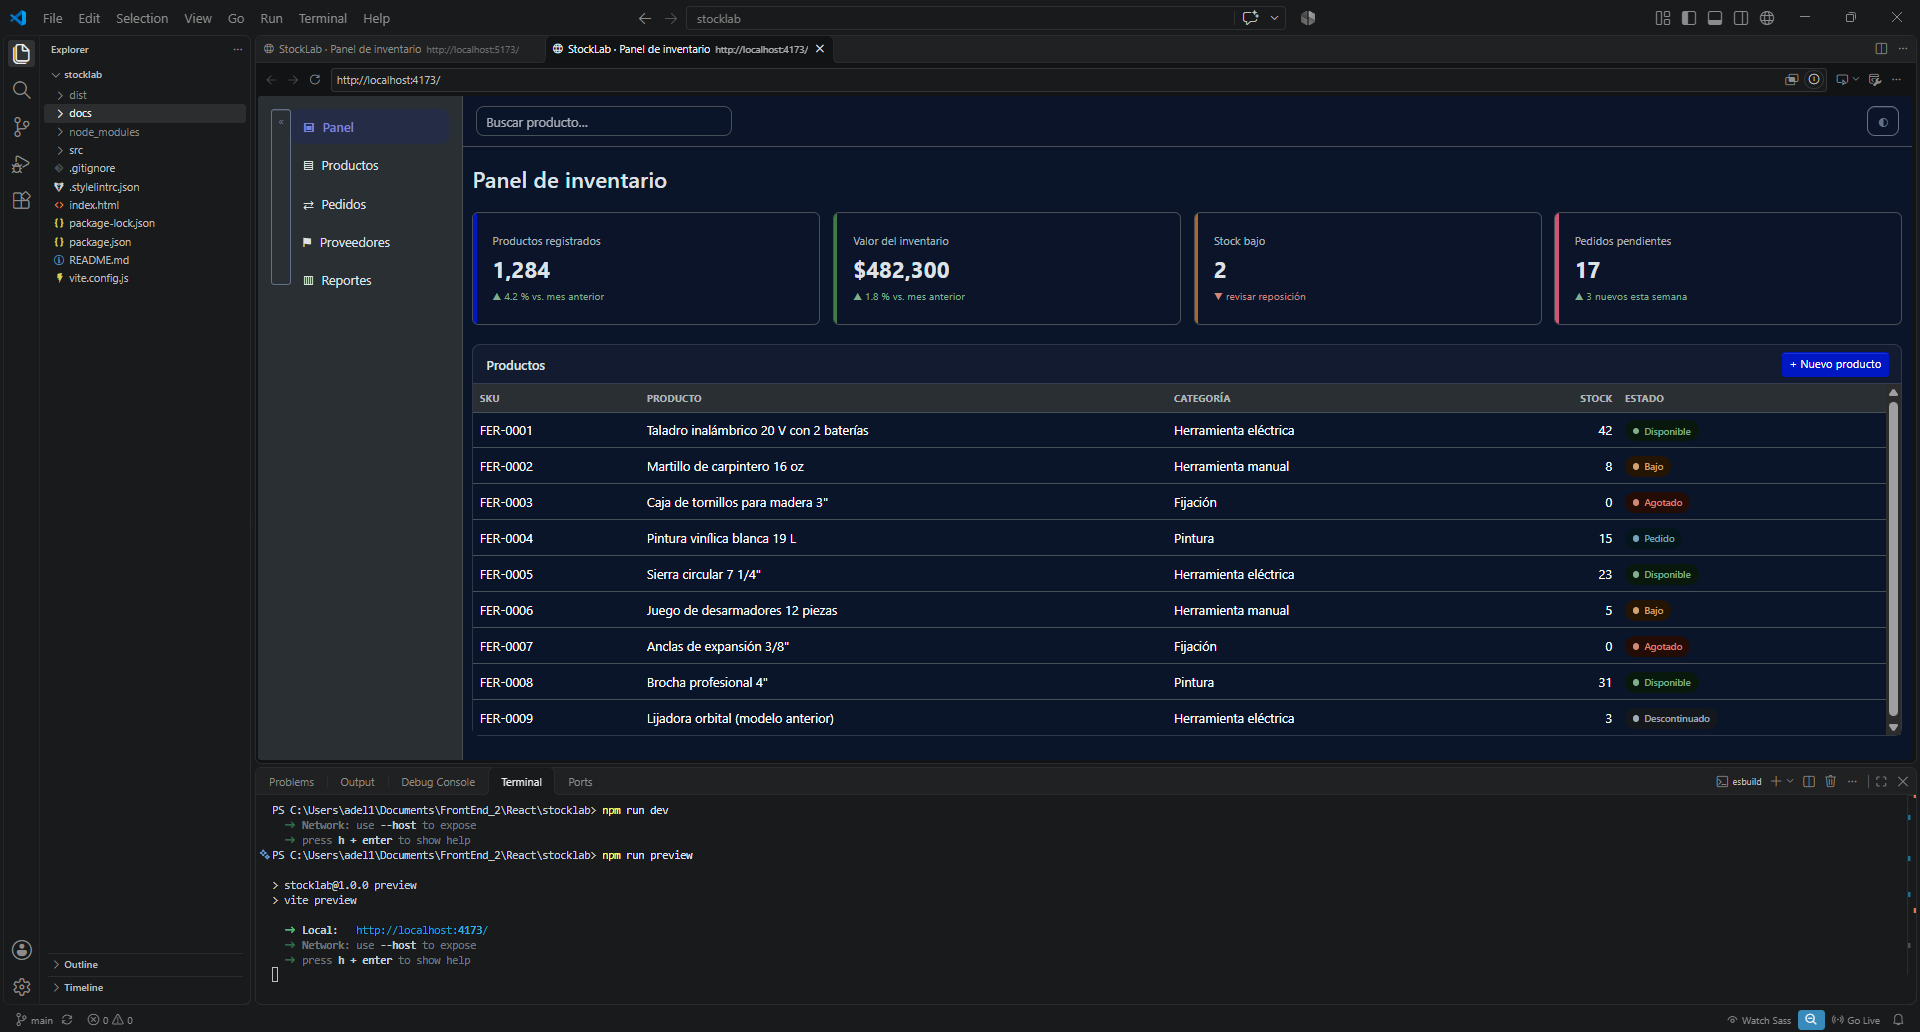 File Edit Selection View Go Run Terminal Help
stocklab
Explorer
stocklab
dist
docs
node_modules
src
.gitignore
.stylelintrc.json
index.html
package-lock.json
package.json
README.md
vite.config.js
Outline
Timeline
StockLab · Panel de inventario http://localhost:5173/
StockLab · Panel de inventario http://localhost:4173/
http://localhost:4173/
«
Panel
Productos
Pedidos
Proveedores
Reportes
Buscar producto...
Panel de inventario
Productos registrados
1,284
▲ 4.2 % vs. mes anterior
Valor del inventario
$482,300
▲ 1.8 % vs. mes anterior
Stock bajo
2
▼ revisar reposición
Pedidos pendientes
17
▲ 3 nuevos esta semana
Productos
+ Nuevo producto
SKU PRODUCTO CATEGORÍA STOCK ESTADO
FER-0001 Taladro inalámbrico 20 V con 2 baterías Herramienta eléctrica 42 Disponible
FER-0002 Martillo de carpintero 16 oz Herramienta manual 8 Bajo
FER-0003 Caja de tornillos para madera 3" Fijación 0 Agotado
FER-0004 Pintura vinílica blanca 19 L Pintura 15 Pedido
FER-0005 Sierra circular 7 1/4" Herramienta eléctrica 23 Disponible
FER-0006 Juego de desarmadores 12 piezas Herramienta manual 5 Bajo
FER-0007 Anclas de expansión 3/8" Fijación 0 Agotado
FER-0008 Brocha profesional 4" Pintura 31 Disponible
FER-0009 Lijadora orbital (modelo anterior) Herramienta eléctrica 3 Descontinuado
Problems Output Debug Console Terminal Ports
esbuild
PS C:\Users\adel1\Documents\FrontEnd_2\React\stocklab> npm run dev
➜ Network: use --host to expose
➜ press h + enter to show help
PS C:\Users\adel1\Documents\FrontEnd_2\React\stocklab> npm run preview
> stocklab@1.0.0 preview
> vite preview
➜ Local: http://localhost:4173/
➜ Network: use --host to expose
➜ press h + enter to show help
main 0 0
Watch Sass Go Live